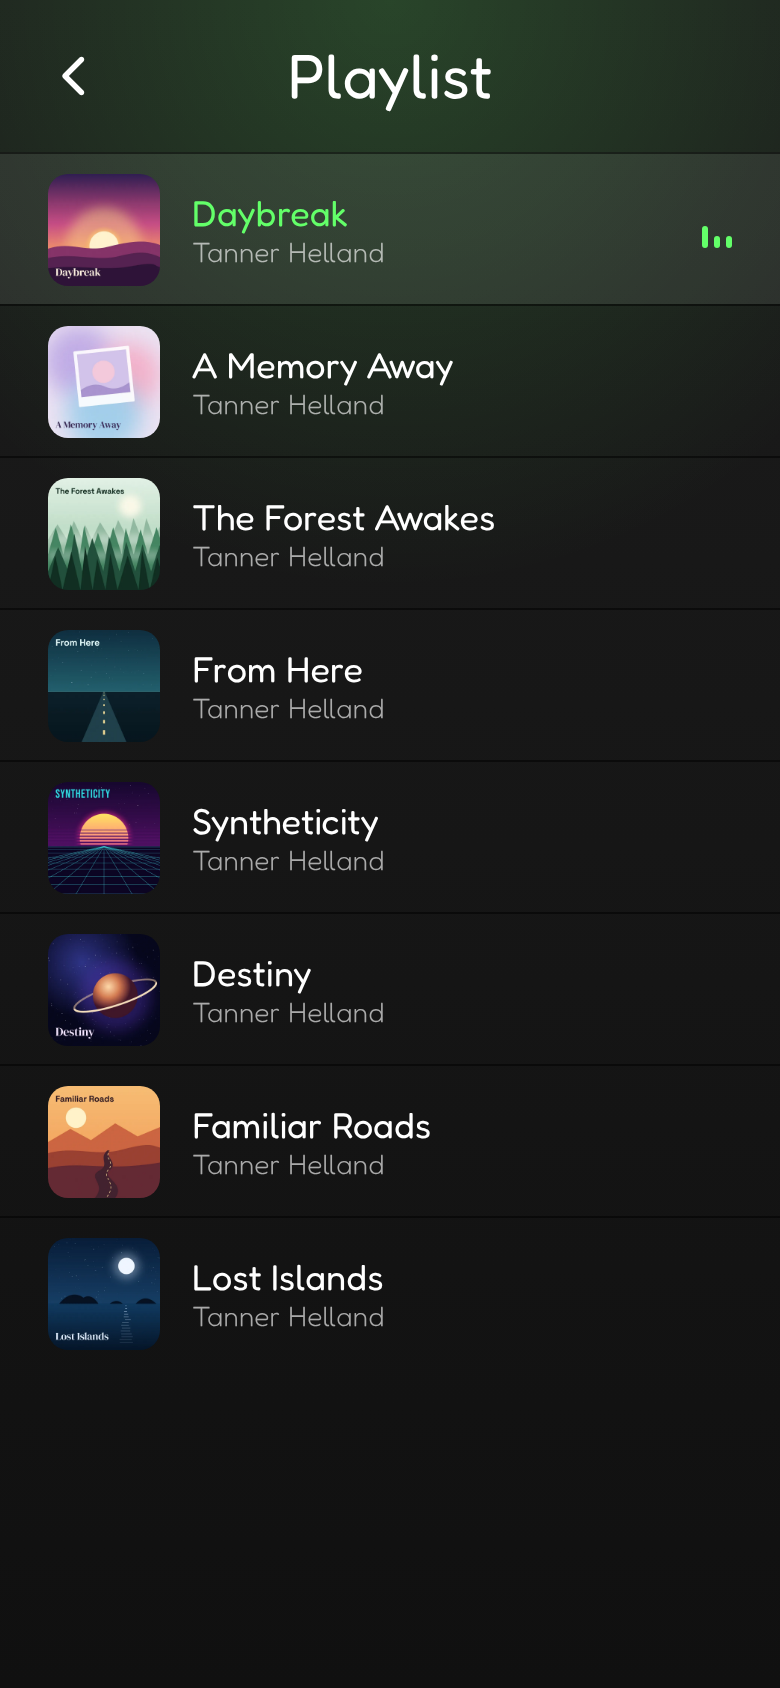 Playlist
Daybreak
Daybreak
Tanner Helland
A Memory Away
A Memory Away
Tanner Helland
The Forest Awakes
The Forest Awakes
Tanner Helland
From Here
From Here
Tanner Helland
SYNTHETICITY
Syntheticity
Tanner Helland
Destiny
Destiny
Tanner Helland
Familiar Roads
Familiar Roads
Tanner Helland
Lost Islands
Lost Islands
Tanner Helland